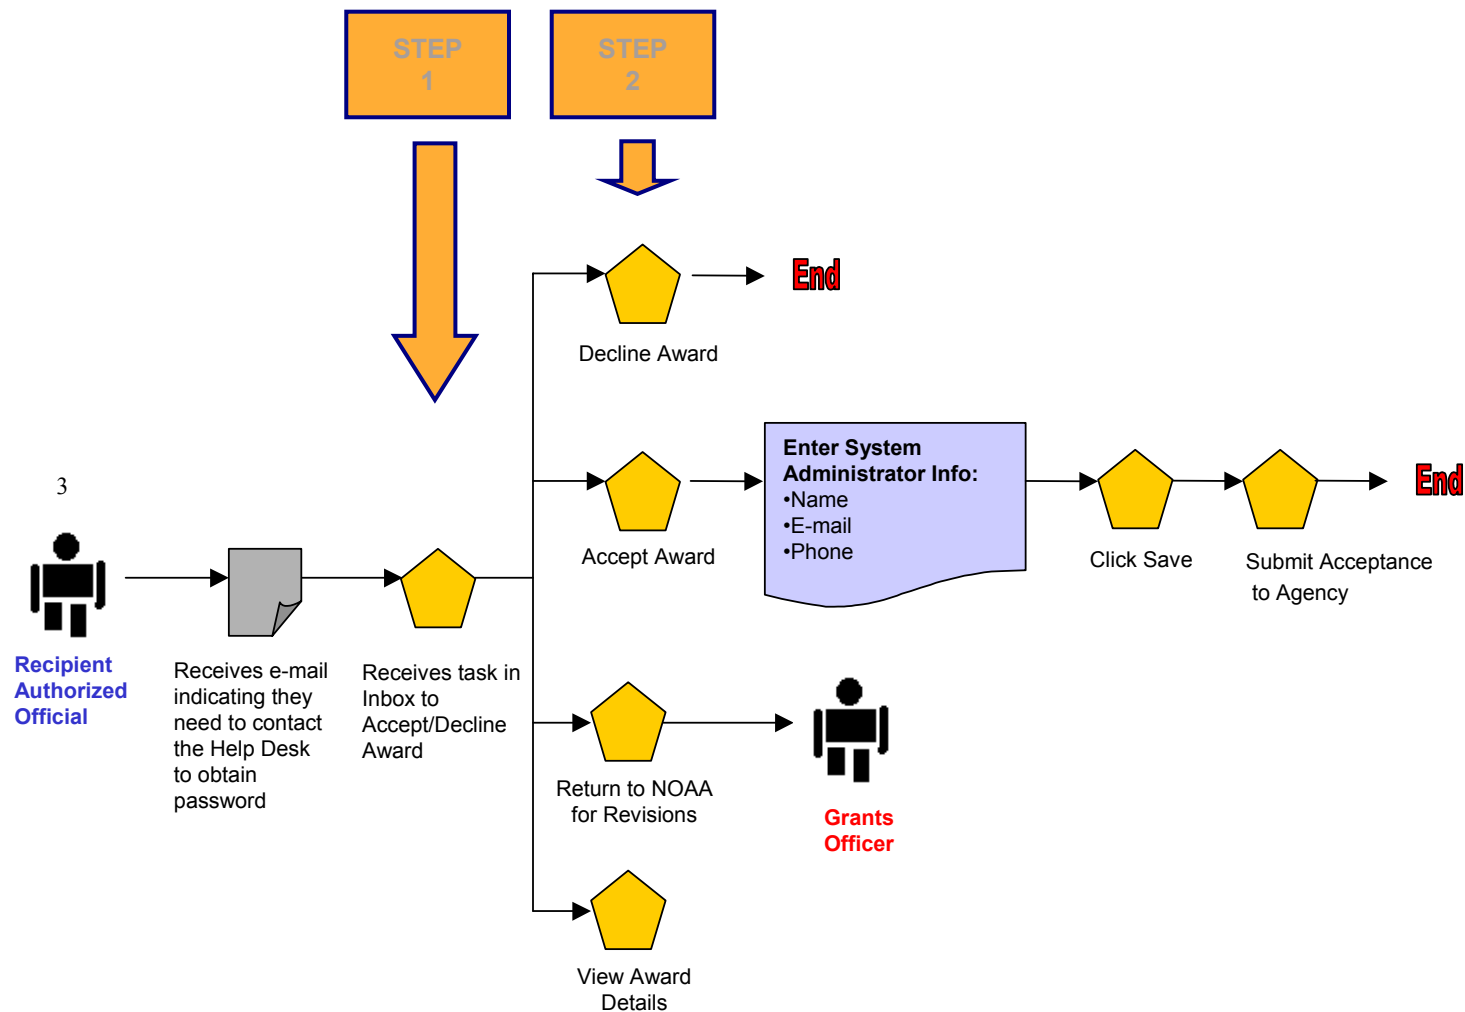 STEP
1
STEP
2
End
Decline Award
Enter System
Administrator Info:
•Name
•E-mail
•Phone
End
Accept Award
Click Save
Submit Acceptance
to Agency
3
Recipient
Authorized
Official
Receives e-mail
indicating they
need to contact
the Help Desk
to obtain
password
Receives task in
Inbox to
Accept/Decline
Award
Return to NOAA
for Revisions
Grants
Officer
View Award
Details